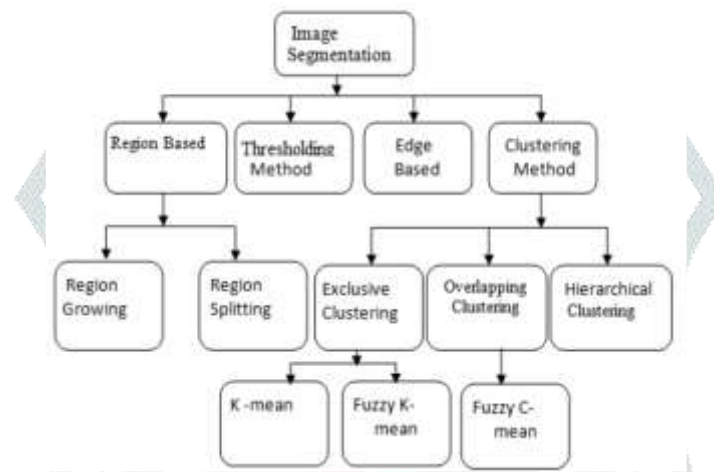 Image
Segmentation
Region Based
Thresholding
Method
Edge
Based
Clustering
Method
Region
Growing
Region
Splitting
Exclusive
Clustering
Overlapping
Clustering
Hierarchical
Clustering
K -mean
Fuzzy K-
mean
Fuzzy C-
mean